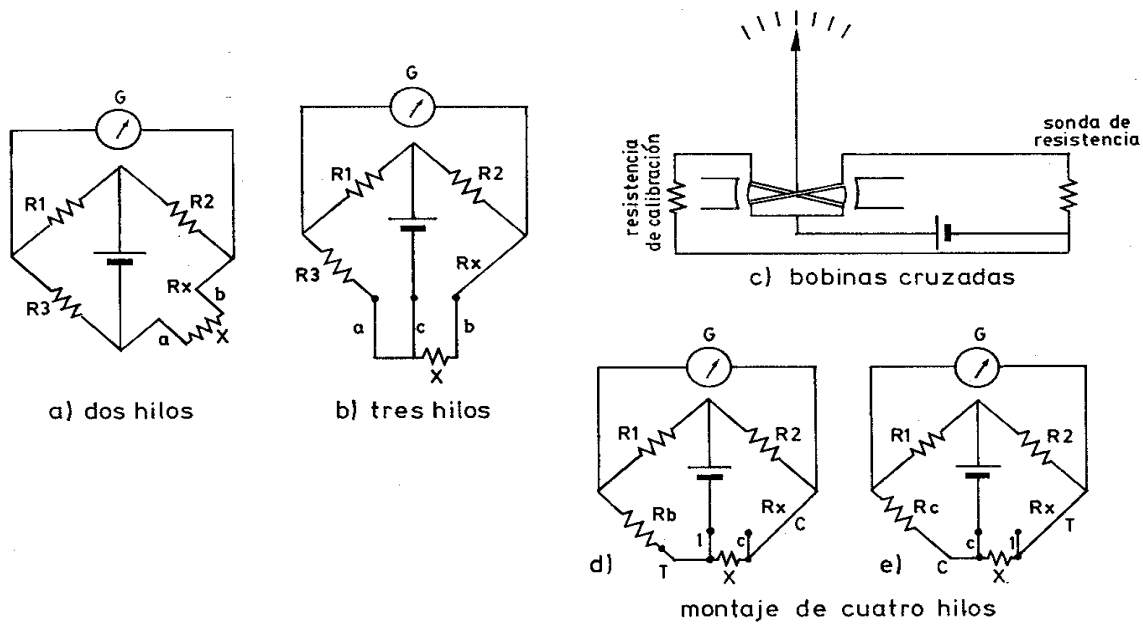 G
R1
R2
R3
Rx
b
a
X
a) dos hilos
G
R1
R2
R3
Rx
a
c
b
X
b) tres hilos
resistencia
de calibración
sonda de
resistencia
c) bobinas cruzadas
G
R1
R2
Rb
Rx
C
1
c
T
X
d)
G
R1
R2
Rc
Rx
T
c
1
C
X
e)
montaje de cuatro hilos